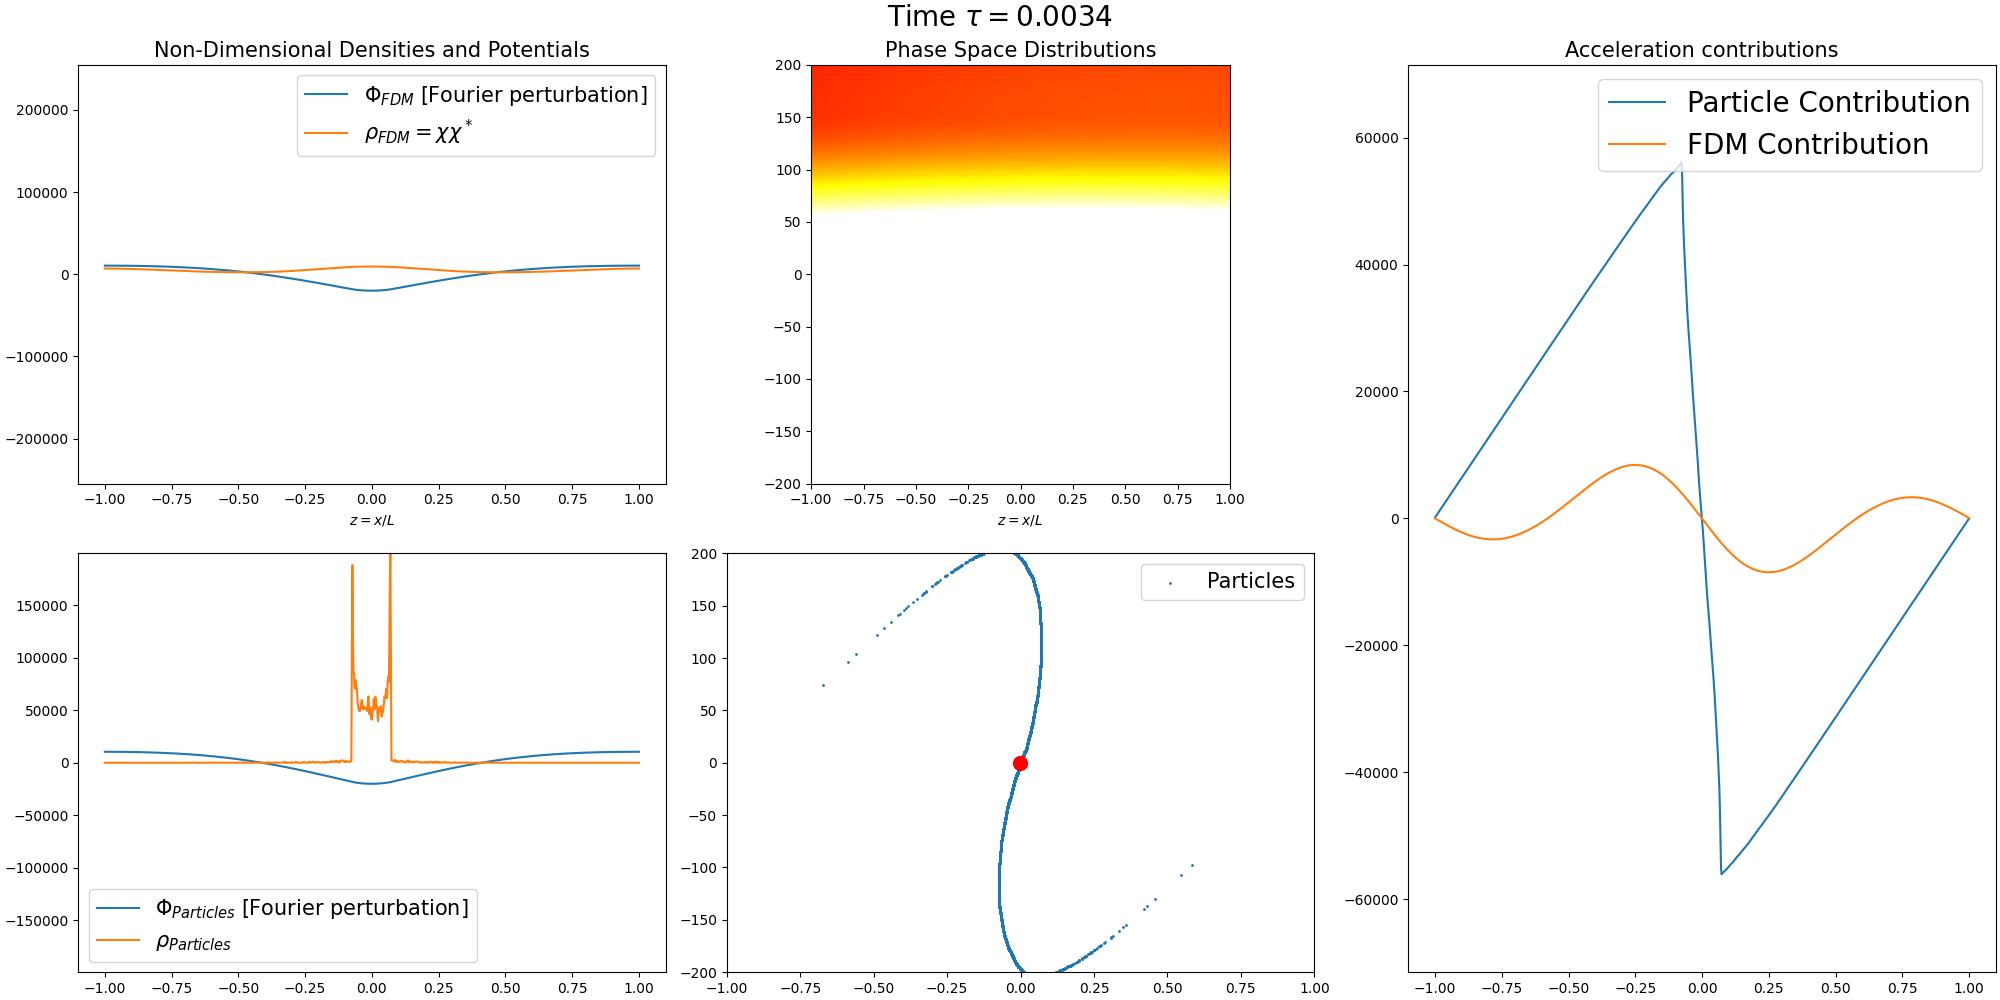 Time τ = 0.0034
Non-Dimensional Densities and Potentials
Φ_FDM [Fourier perturbation]
ρ_FDM = χχ*
200000
100000
0
−100000
−200000
−1.00 −0.75 −0.50 −0.25 0.00 0.25 0.50 0.75 1.00
z = x/L
Phase Space Distributions
200
150
100
50
0
−50
−100
−150
−200
−1.00 −0.75 −0.50 −0.25 0.00 0.25 0.50 0.75 1.00
z = x/L
Acceleration contributions
Particle Contribution
FDM Contribution
60000
40000
20000
0
−20000
−40000
−60000
−1.00 −0.75 −0.50 −0.25 0.00 0.25 0.50 0.75 1.00
150000
100000
50000
0
−50000
−100000
−150000
Φ_Particles [Fourier perturbation]
ρ_Particles
−1.00 −0.75 −0.50 −0.25 0.00 0.25 0.50 0.75 1.00
Particles
200
150
100
50
0
−50
−100
−150
−200
−1.00 −0.75 −0.50 −0.25 0.00 0.25 0.50 0.75 1.00